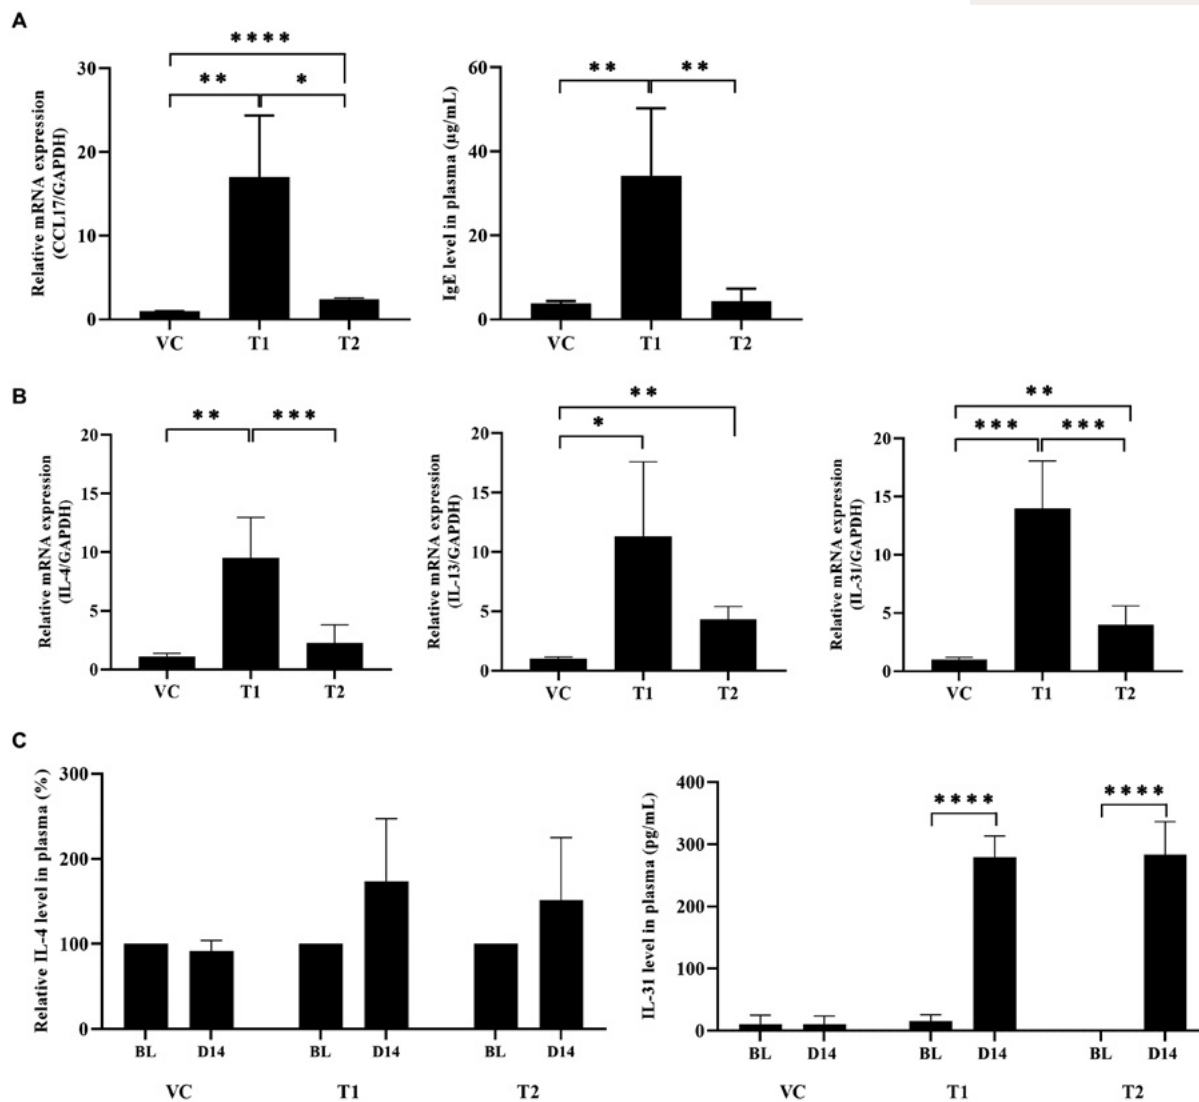 A
****
** *
Relative mRNA expression
(CCL17/GAPDH)
30
20
10
0
VC T1 T2
** **
IgE level in plasma (µg/mL)
60
40
20
0
VC T1 T2
B
** ***
Relative mRNA expression
(IL-4/GAPDH)
20
15
10
5
0
VC T1 T2
**
*
Relative mRNA expression
(IL-13/GAPDH)
20
15
10
5
0
VC T1 T2
**
*** ***
Relative mRNA expression
(IL-31/GAPDH)
20
15
10
5
0
VC T1 T2
C
Relative IL-4 level in plasma (%)
300
200
100
0
BL D14 BL D14 BL D14
VC T1 T2
**** ****
IL-31 level in plasma (pg/mL)
400
300
200
100
0
BL D14 BL D14 BL D14
VC T1 T2